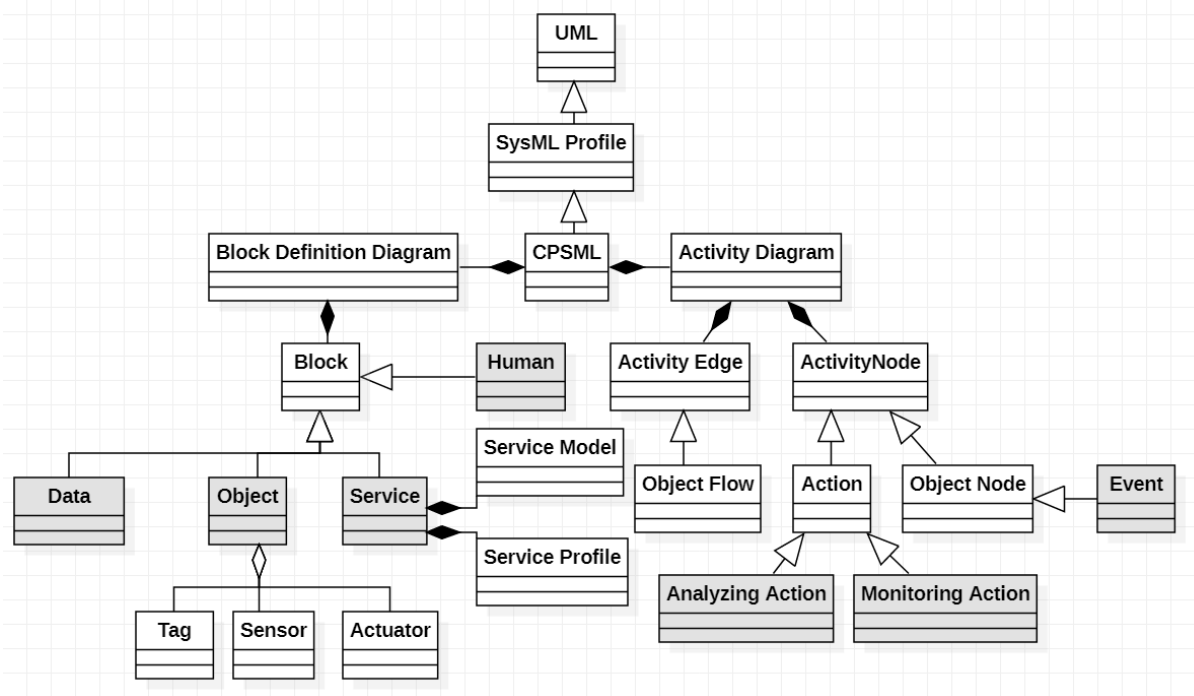 UML
SysML Profile
Block Definition Diagram
CPSML
Activity Diagram
Block
Human
Activity Edge
ActivityNode
Service Model
Data
Object
Service
Object Flow
Action
Object Node
Event
Service Profile
Analyzing Action
Monitoring Action
Tag
Sensor
Actuator